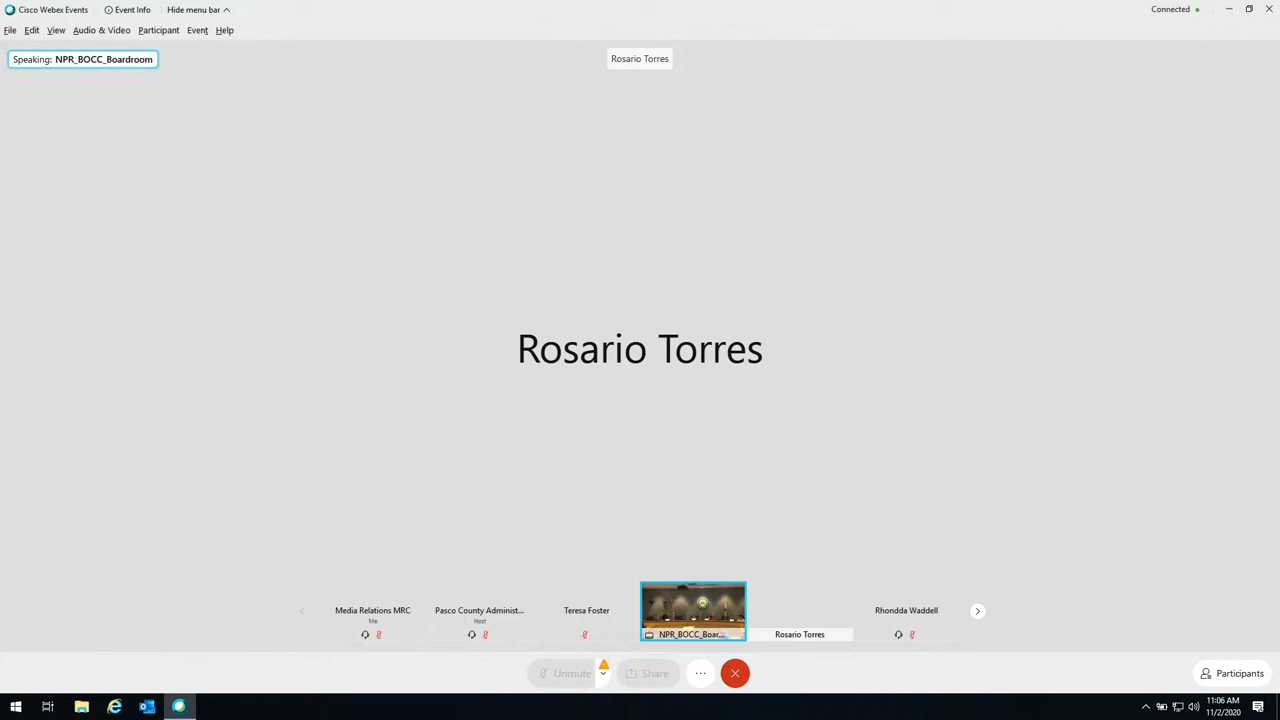 Cisco Webex Events
Event Info
Hide menu bar
Connected
File
Edit
View
Audio & Video
Participant
Event
Help
Speaking: NPR_BOCC_Boardroom
Rosario Torres
Rosario Torres
Media Relations MRC
Me
Pasco County Administ...
Host
Teresa Foster
NPR_BOCC_Boar...
Rosario Torres
Rhondda Waddell
Unmute
Share
Participants
11:06 AM
11/2/2020